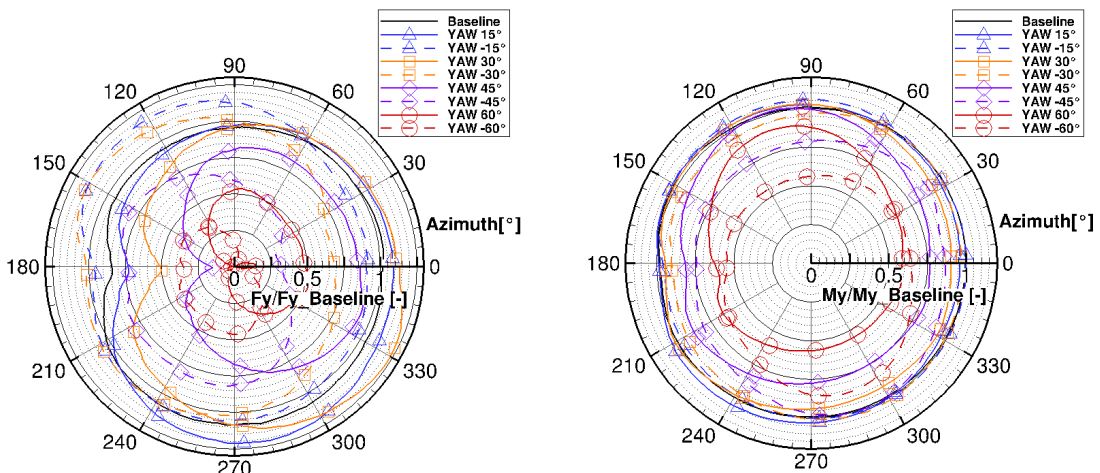 Baseline
YAW 15°
YAW -15°
YAW 30°
YAW -30°
YAW 45°
YAW -45°
YAW 60°
YAW -60°
90
120
60
150
30
Azimuth[°]
180
0
0
0.5
Fy/Fy_Baseline [-]
210
330
240
300
270
Baseline
YAW 15°
YAW -15°
YAW 30°
YAW -30°
YAW 45°
YAW -45°
YAW 60°
YAW -60°
90
120
60
150
30
Azimuth[°]
180
0
0
0.5
My/My_Baseline [-]
210
330
240
300
270